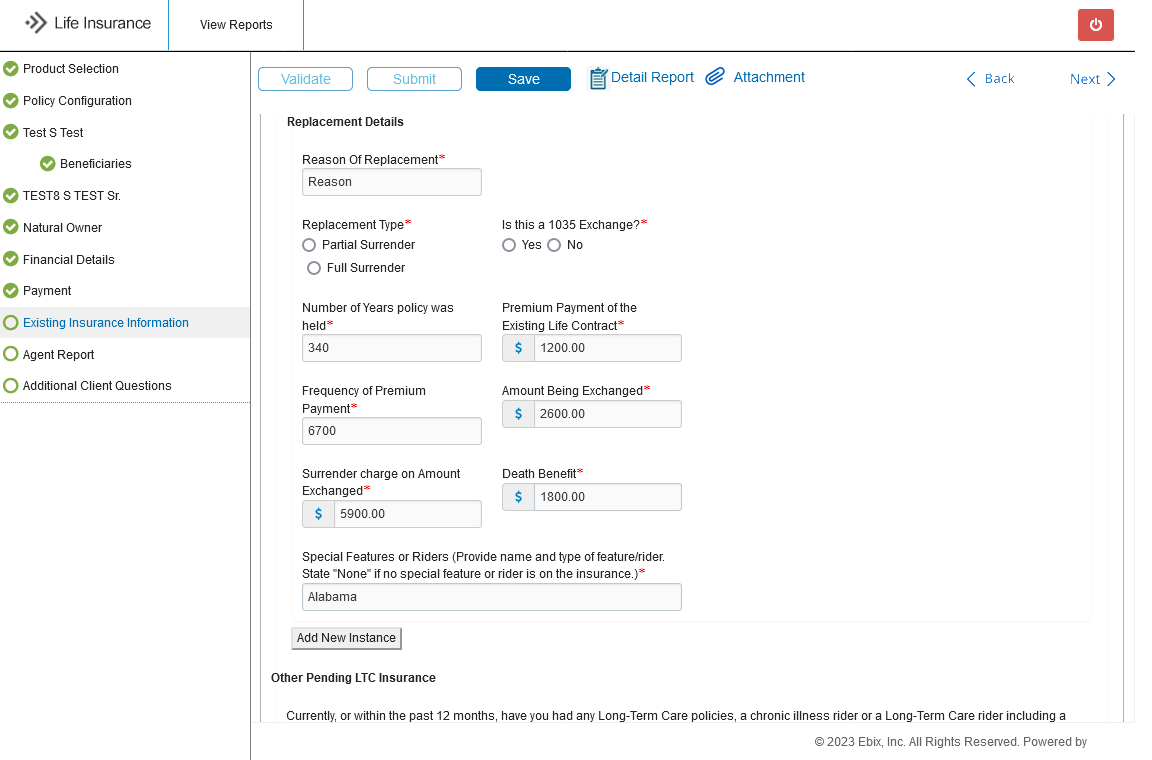 Life Insurance
View Reports
Product Selection
Policy Configuration
Test S Test
Beneficiaries
TEST8 S TEST Sr.
Natural Owner
Financial Details
Payment
Existing Insurance Information
Agent Report
Additional Client Questions
Validate
Submit
Save
Detail Report
Attachment
Back
Next
Replacement Details
Reason Of Replacement*
Reason
Replacement Type*
Partial Surrender
Full Surrender
Is this a 1035 Exchange?*
Yes No
Number of Years policy was
held*
340
Premium Payment of the
Existing Life Contract*
$ 1200.00
Frequency of Premium
Payment*
6700
Amount Being Exchanged*
$ 2600.00
Surrender charge on Amount
Exchanged*
$ 5900.00
Death Benefit*
$ 1800.00
Special Features or Riders (Provide name and type of feature/rider.
State "None" if no special feature or rider is on the insurance.)*
Alabama
Add New Instance
Other Pending LTC Insurance
Currently, or within the past 12 months, have you had any Long-Term Care policies, a chronic illness rider or a Long-Term Care rider including a
© 2023 Ebix, Inc. All Rights Reserved. Powered by